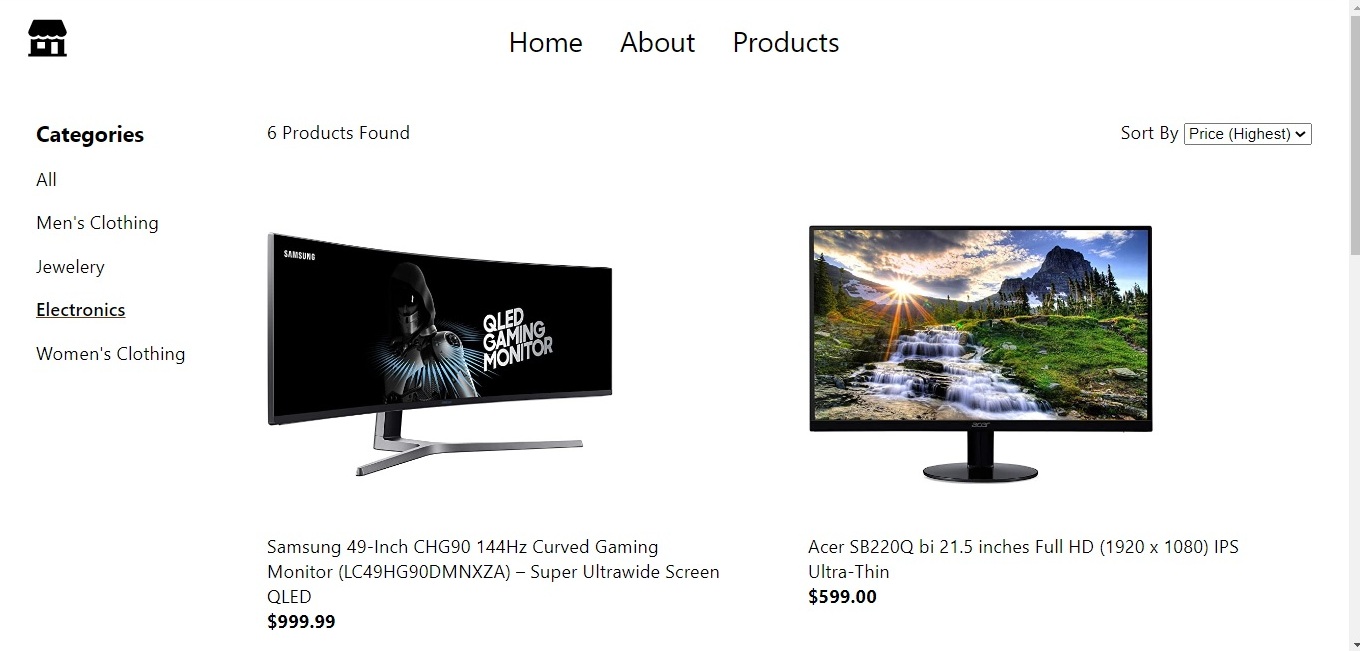 Home About Products
Categories
All
Men's Clothing
Jewelery
Electronics
Women's Clothing
6 Products Found
Sort By Price (Highest)
SAMSUNG
QLED
GAMING
MONITOR
Samsung 49-Inch CHG90 144Hz Curved Gaming
Monitor (LC49HG90DMNXZA) – Super Ultrawide Screen
QLED
$999.99
acer
Acer SB220Q bi 21.5 inches Full HD (1920 x 1080) IPS
Ultra-Thin
$599.00